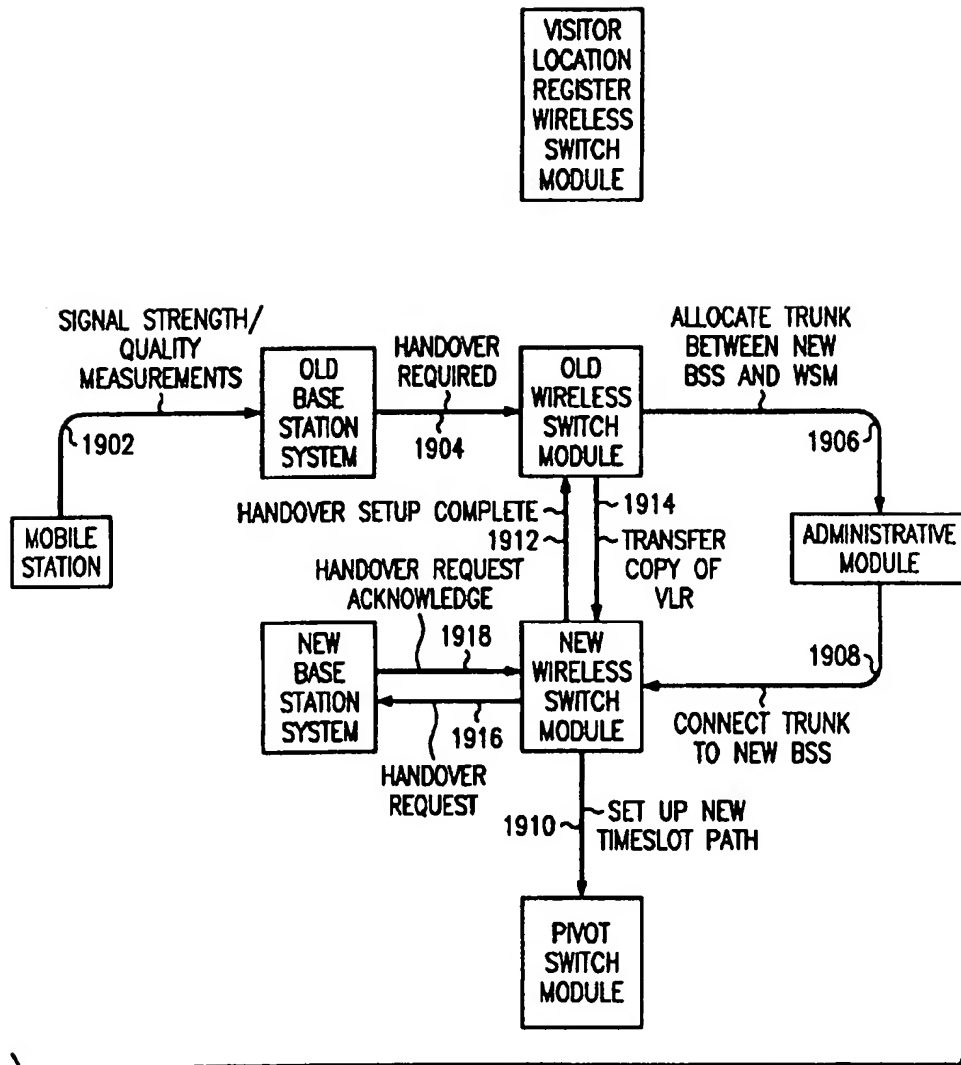 VISITOR
LOCATION
REGISTER
WIRELESS
SWITCH
MODULE
SIGNAL STRENGTH/
QUALITY
MEASUREMENTS
1902
OLD
BASE
STATION
SYSTEM
HANDOVER
REQUIRED
1904
OLD
WIRELESS
SWITCH
MODULE
ALLOCATE TRUNK
BETWEEN NEW
BSS AND WSM
1906
MOBILE
STATION
HANDOVER SETUP COMPLETE
1912
1914
TRANSFER
COPY OF
VLR
ADMINISTRATIVE
MODULE
HANDOVER REQUEST
ACKNOWLEDGE
1918
NEW
BASE
STATION
SYSTEM
1916
HANDOVER
REQUEST
NEW
WIRELESS
SWITCH
MODULE
1908
CONNECT TRUNK
TO NEW BSS
1910
SET UP NEW
TIMESLOT PATH
PIVOT
SWITCH
MODULE